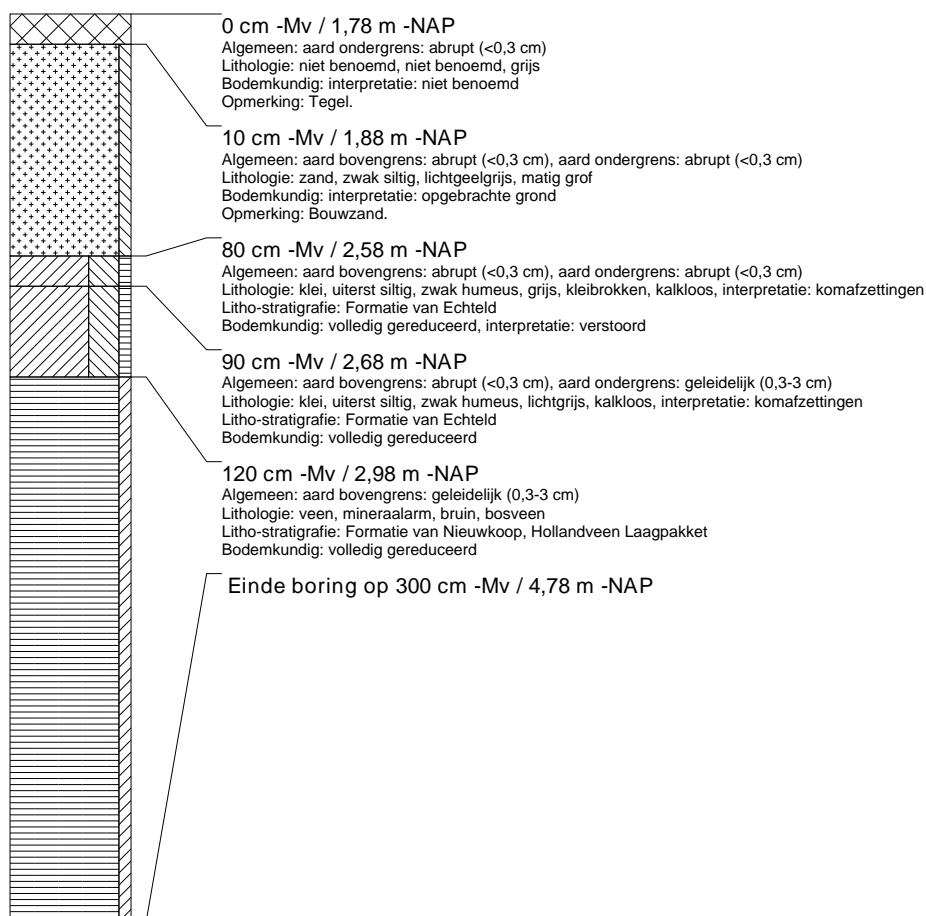 0 cm -Mv / 1,78 m -NAP
Algemeen: aard ondergrens: abrupt (<0,3 cm)
Lithologie: niet benoemd, niet benoemd, grijs
Bodemkundig: interpretatie: niet benoemd
Opmerking: Tegel.
10 cm -Mv / 1,88 m -NAP
Algemeen: aard bovengrens: abrupt (<0,3 cm), aard ondergrens: abrupt (<0,3 cm)
Lithologie: zand, zwak siltig, lichtgeelgrijs, matig grof
Bodemkundig: interpretatie: opgebrachte grond
Opmerking: Bouwzand.
80 cm -Mv / 2,58 m -NAP
Algemeen: aard bovengrens: abrupt (<0,3 cm), aard ondergrens: abrupt (<0,3 cm)
Lithologie: klei, uiterst siltig, zwak humeus, grijs, kleibrokken, kalkloos, interpretatie: komafzettingen
Litho-stratigrafie: Formatie van Echteld
Bodemkundig: volledig gereduceerd, interpretatie: verstoord
90 cm -Mv / 2,68 m -NAP
Algemeen: aard bovengrens: abrupt (<0,3 cm), aard ondergrens: geleidelijk (0,3-3 cm)
Lithologie: klei, uiterst siltig, zwak humeus, lichtgrijs, kalkloos, interpretatie: komafzettingen
Litho-stratigrafie: Formatie van Echteld
Bodemkundig: volledig gereduceerd
120 cm -Mv / 2,98 m -NAP
Algemeen: aard bovengrens: geleidelijk (0,3-3 cm)
Lithologie: veen, mineraalarm, bruin, bosveen
Litho-stratigrafie: Formatie van Nieuwkoop, Hollandveen Laagpakket
Bodemkundig: volledig gereduceerd
Einde boring op 300 cm -Mv / 4,78 m -NAP